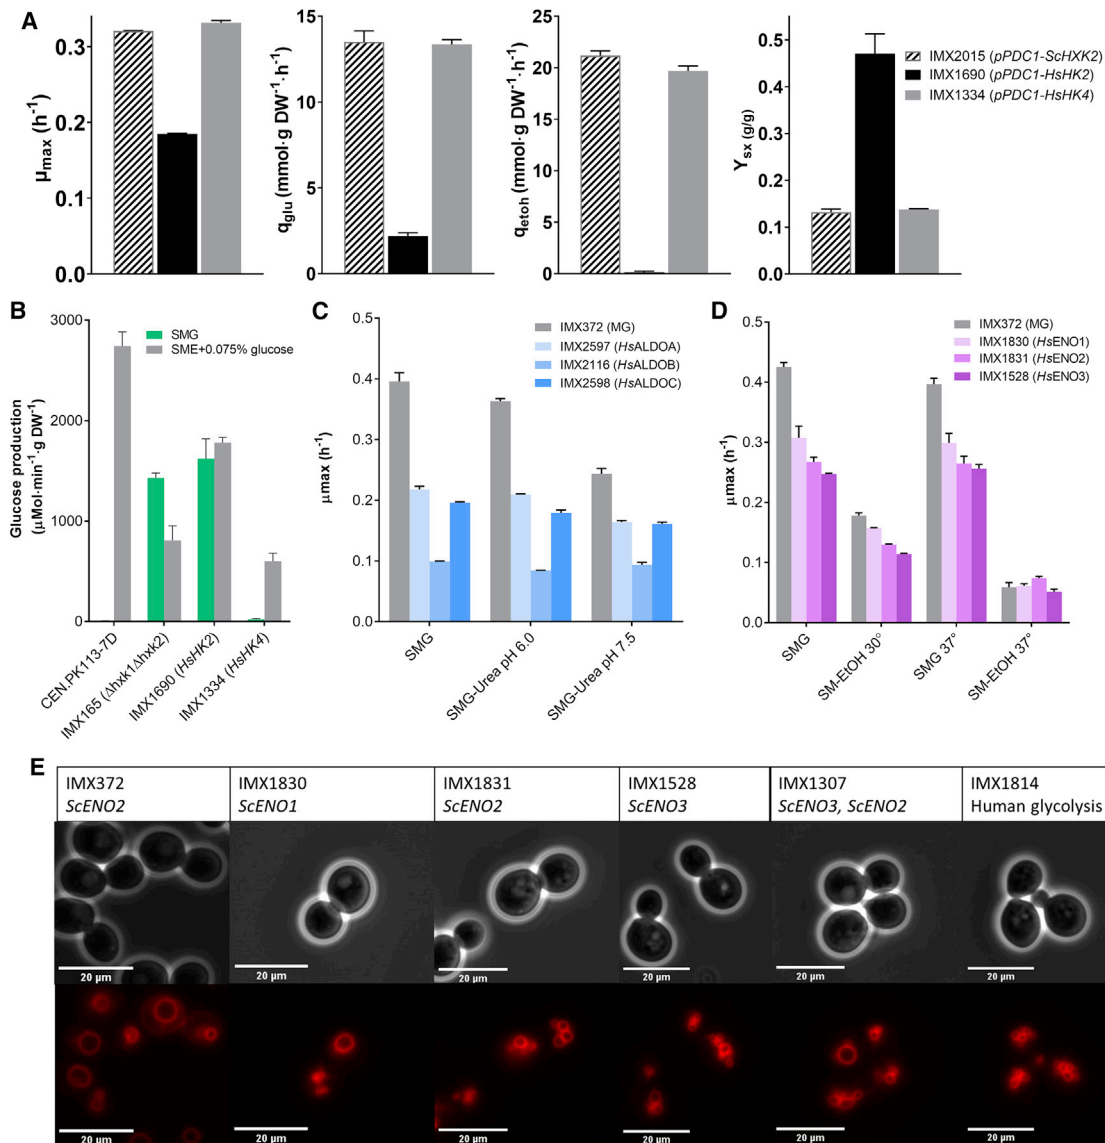 A
0.3
0.2
0.1
0.0
μmax (h-1)
15
10
5
0
qglu (mmol·g DW-1·h-1)
25
20
15
10
5
0
qetoh (mmol·g DW-1·h-1)
0.5
0.4
0.3
0.2
0.1
0.0
Ysx (g/g)
IMX2015 (pPDC1-ScHXK2)
IMX1690 (pPDC1-HsHK2)
IMX1334 (pPDC1-HsHK4)
B
3000
2000
1000
0
Glucose production
(μMol·min-1·g DW-1)
SMG
SME+0.075% glucose
CEN.PK113-7D
IMX165 (Δhxk1Δhxk2)
IMX1690 (HsHK2)
IMX1334 (HsHK4)
C
0.5
0.4
0.3
0.2
0.1
0.0
μmax (h-1)
IMX372 (MG)
IMX2597 (HsALDOA)
IMX2116 (HsALDOB)
IMX2598 (HsALDOC)
SMG
SMG-Urea pH 6.0
SMG-Urea pH 7.5
D
0.5
0.4
0.3
0.2
0.1
0.0
μmax (h-1)
IMX372 (MG)
IMX1830 (HsENO1)
IMX1831 (HsENO2)
IMX1528 (HsENO3)
SMG
SM-EtOH 30°
SMG 37°
SM-EtOH 37°
E
IMX372
ScENO2
IMX1830
ScENO1
IMX1831
ScENO2
IMX1528
ScENO3
IMX1307
ScENO3, ScENO2
IMX1814
Human glycolysis
20 μm
20 μm
20 μm
20 μm
20 μm
20 μm
20 μm
20 μm
20 μm
20 μm
20 μm
20 μm